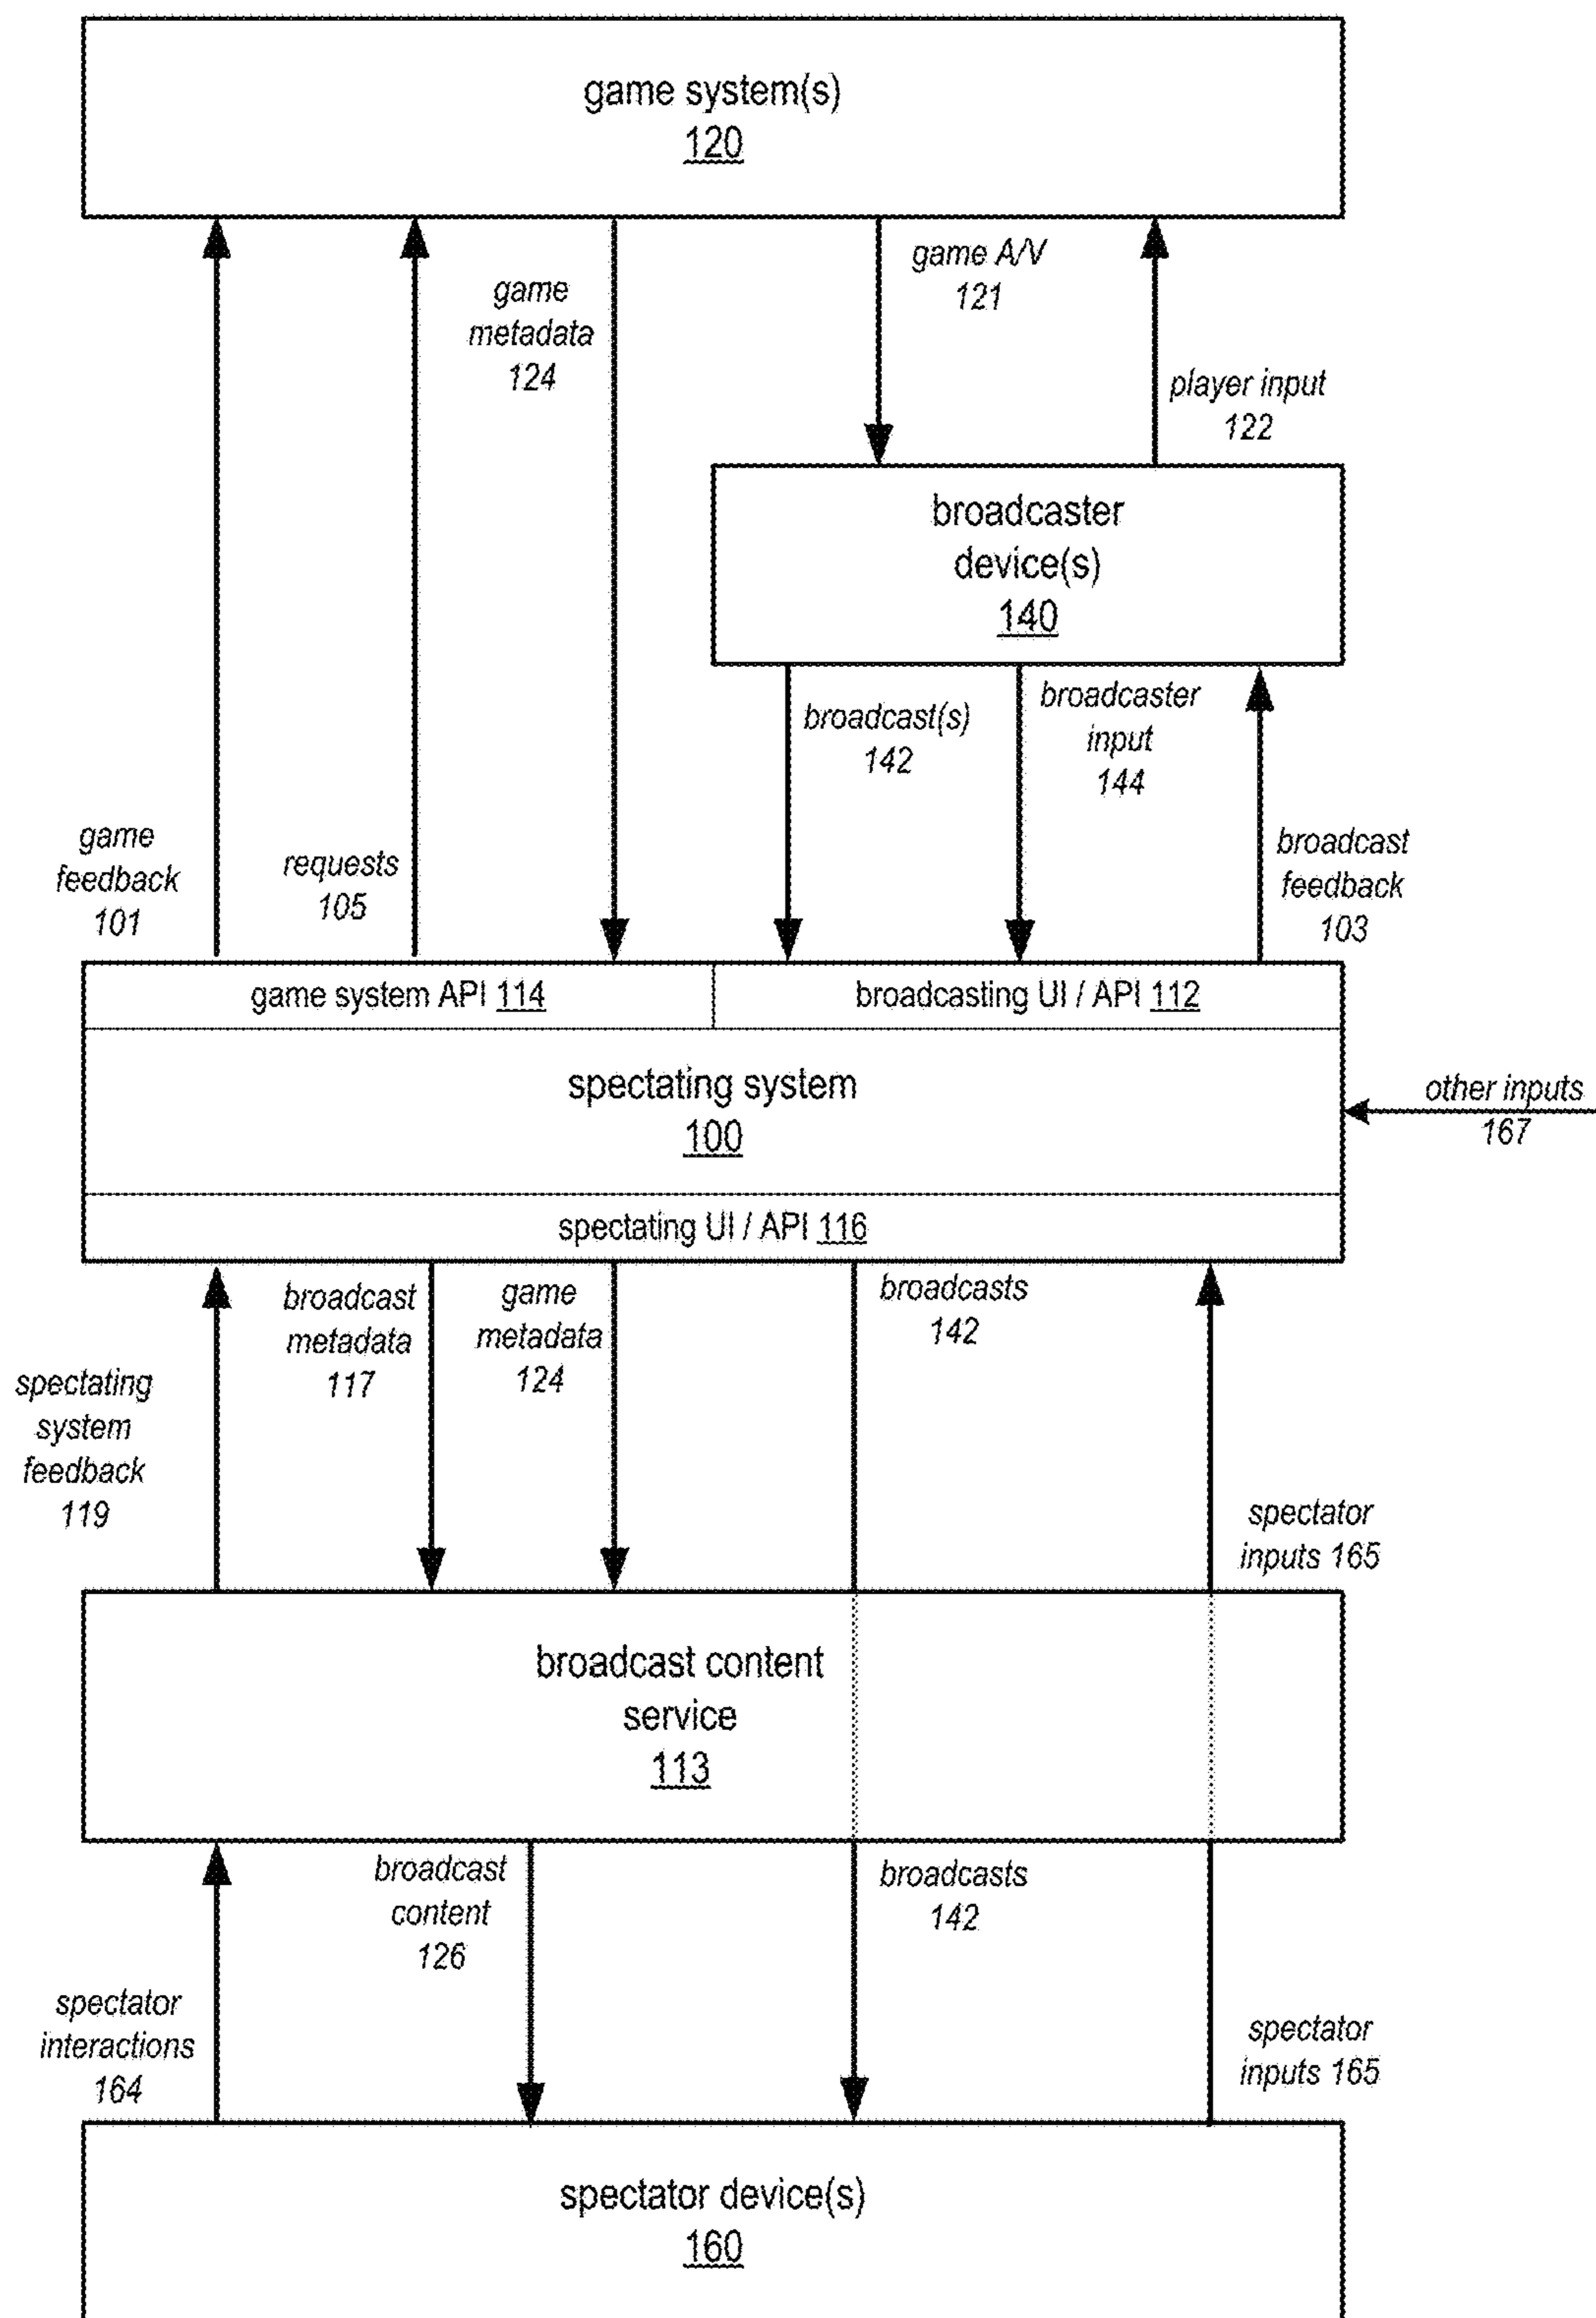 game system(s)
120
game A/V
121
game
metadata
124
player input
122
broadcaster
device(s)
140
broadcast(s)
142
broadcaster
input
144
game
feedback
101
requests
105
broadcast
feedback
103
game system API 114
broadcasting UI / API 112
spectating system
100
other inputs
167
spectating UI / API 116
broadcast
metadata
117
game
metadata
124
broadcasts
142
spectating
system
feedback
119
spectator
inputs 165
broadcast content
service
113
broadcast
content
126
broadcasts
142
spectator
interactions
164
spectator
inputs 165
spectator device(s)
160